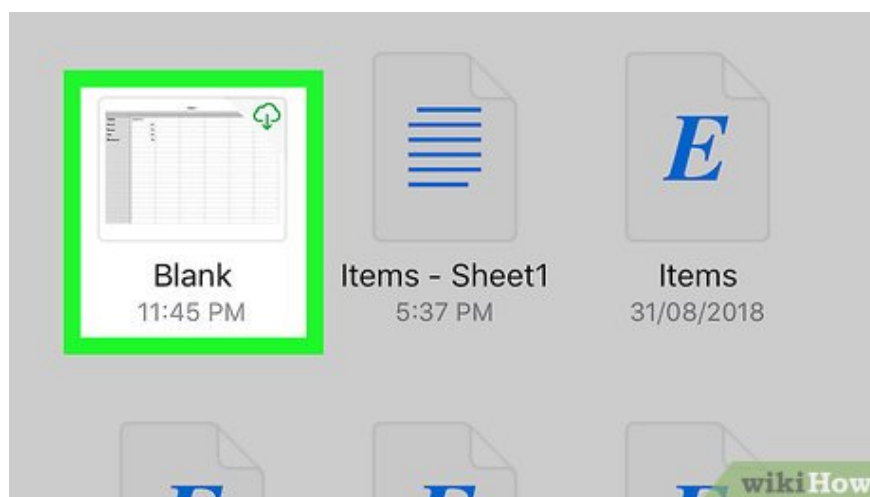 Blank
Items - Sheet1
Items
11:45 PM
5:37 PM
31/08/2018
E
E
E
E
wikiHow